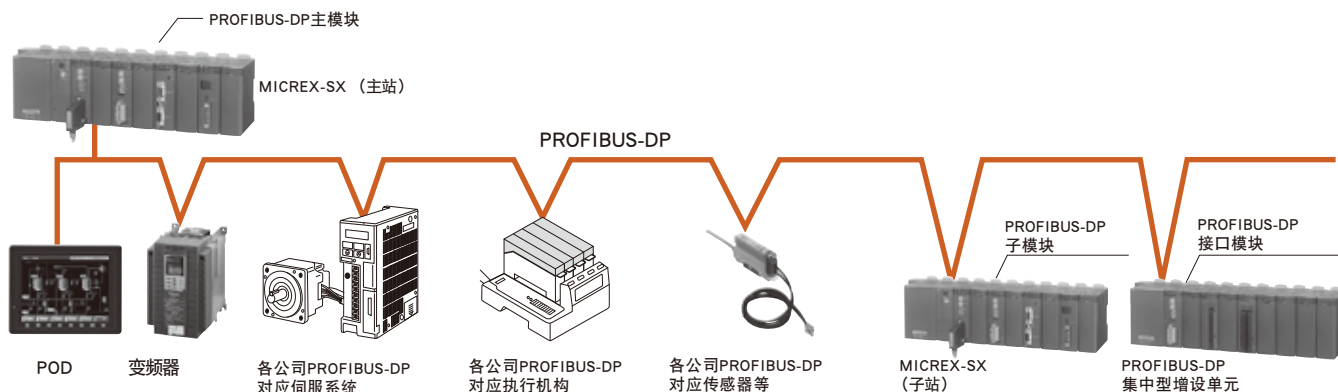 PROFIBUS-DP主模块
MICREX-SX （主站）
PROFIBUS-DP
PROFIBUS-DP
子模块
PROFIBUS-DP
接口模块
POD
变频器
各公司PROFIBUS-DP
对应伺服系统
各公司PROFIBUS-DP
对应执行机构
各公司PROFIBUS-DP
对应传感器等
MICREX-SX
（子站）
PROFIBUS-DP
集中型增设单元